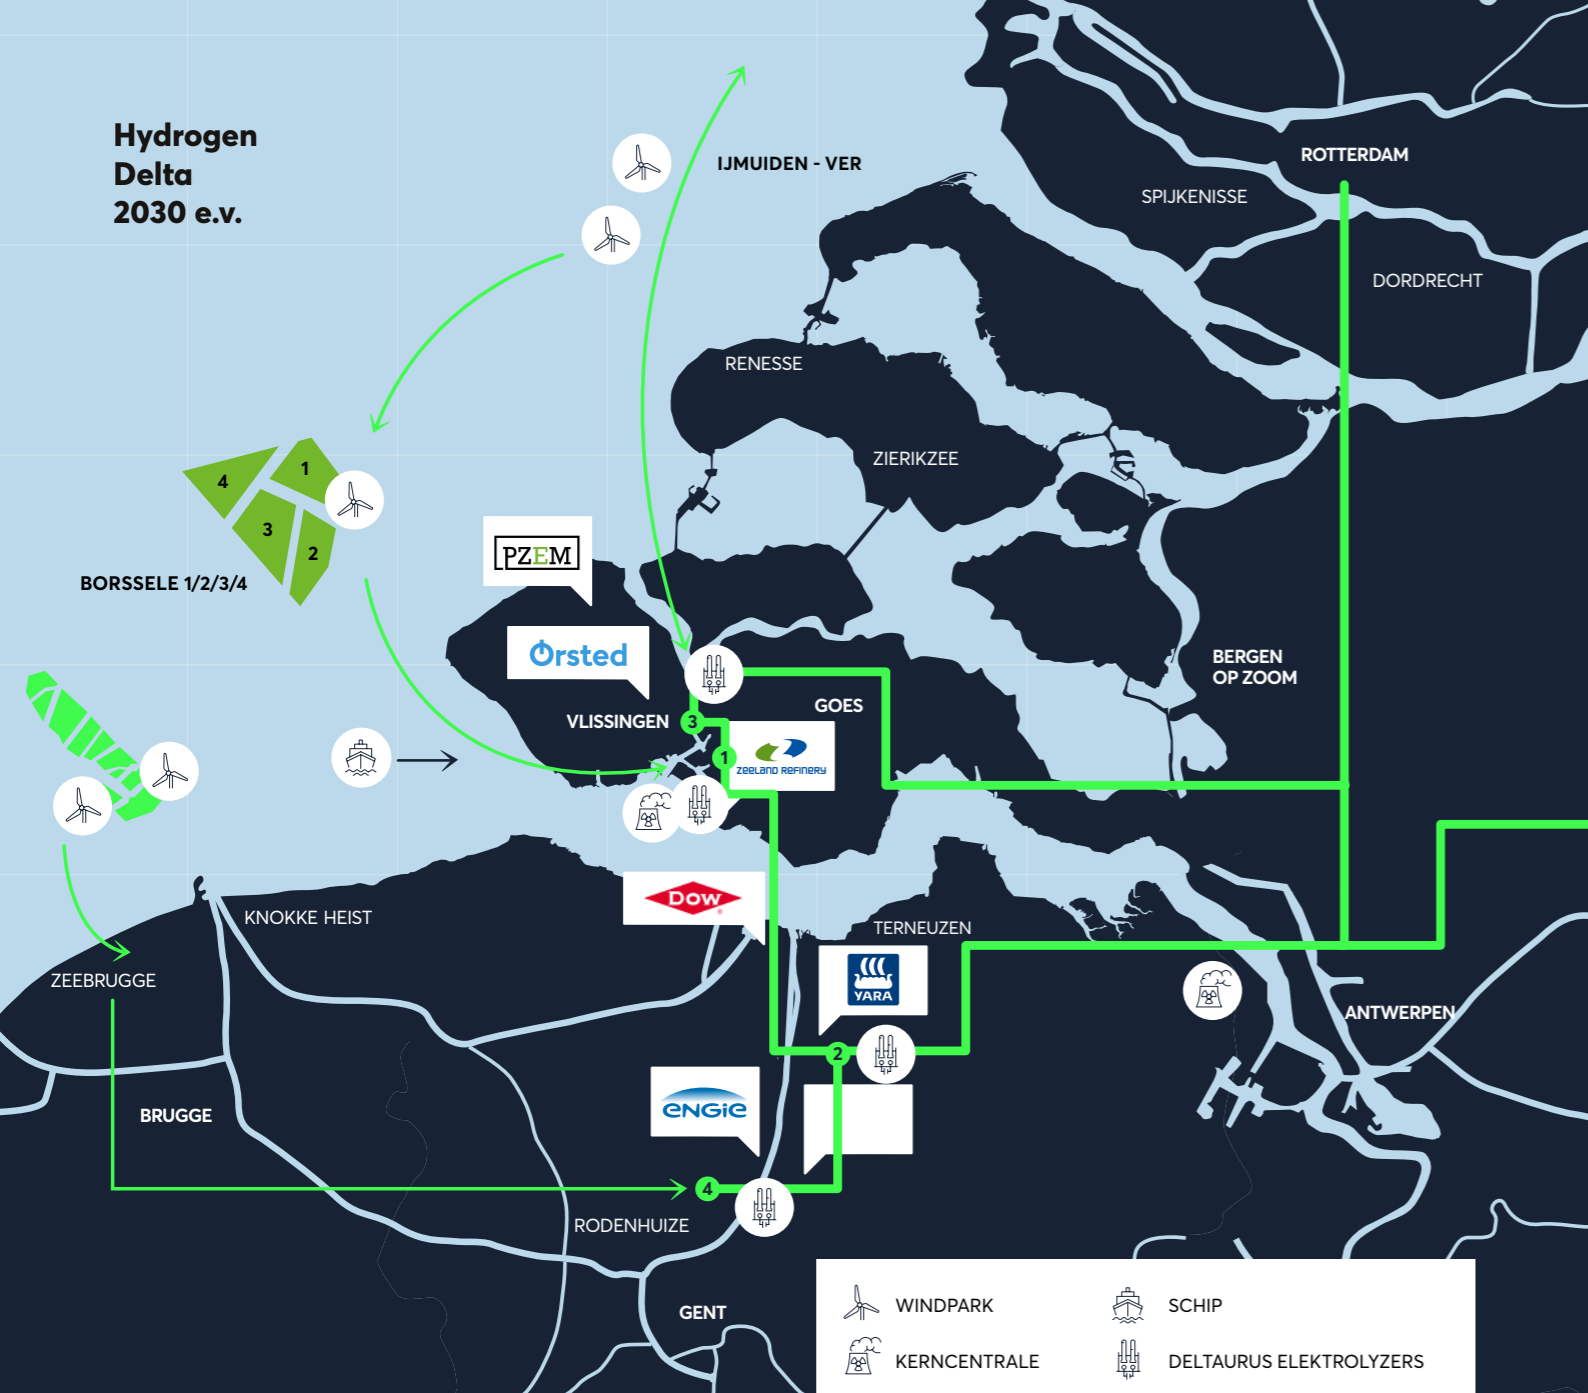 Hydrogen
Delta
2030 e.v.
IJMUIDEN - VER
ROTTERDAM
SPIJKENISSE
DORDRECHT
RENESSE
ZIERIKZEE
4
1
3
2
BORSSELE 1/2/3/4
PZEM
Ørsted
BERGEN
OP ZOOM
GOES
VLISSINGEN
3
1
ZEELAND REFINERY
DOW
KNOKKE HEIST
TERNEUZEN
ZEEBRUGGE
YARA
ANTWERPEN
2
ENGIE
BRUGGE
4
RODENHUIZE
GENT
WINDPARK
SCHIP
KERNCENTRALE
DELTAURUS ELEKTROLYZERS